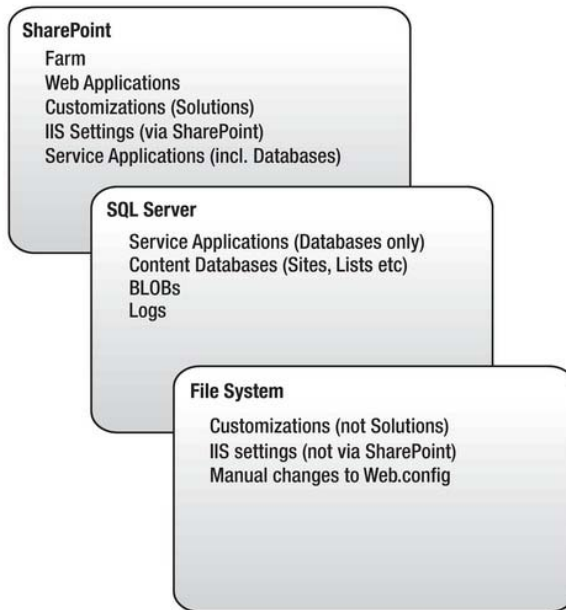 SharePoint
Farm
Web Applications
Customizations (Solutions)
IIS Settings (via SharePoint)
Service Applications (incl. Databases)
SQL Server
Service Applications (Databases only)
Content Databases (Sites, Lists etc)
BLOBs
Logs
File System
Customizations (not Solutions)
IIS settings (not via SharePoint)
Manual changes to Web.config